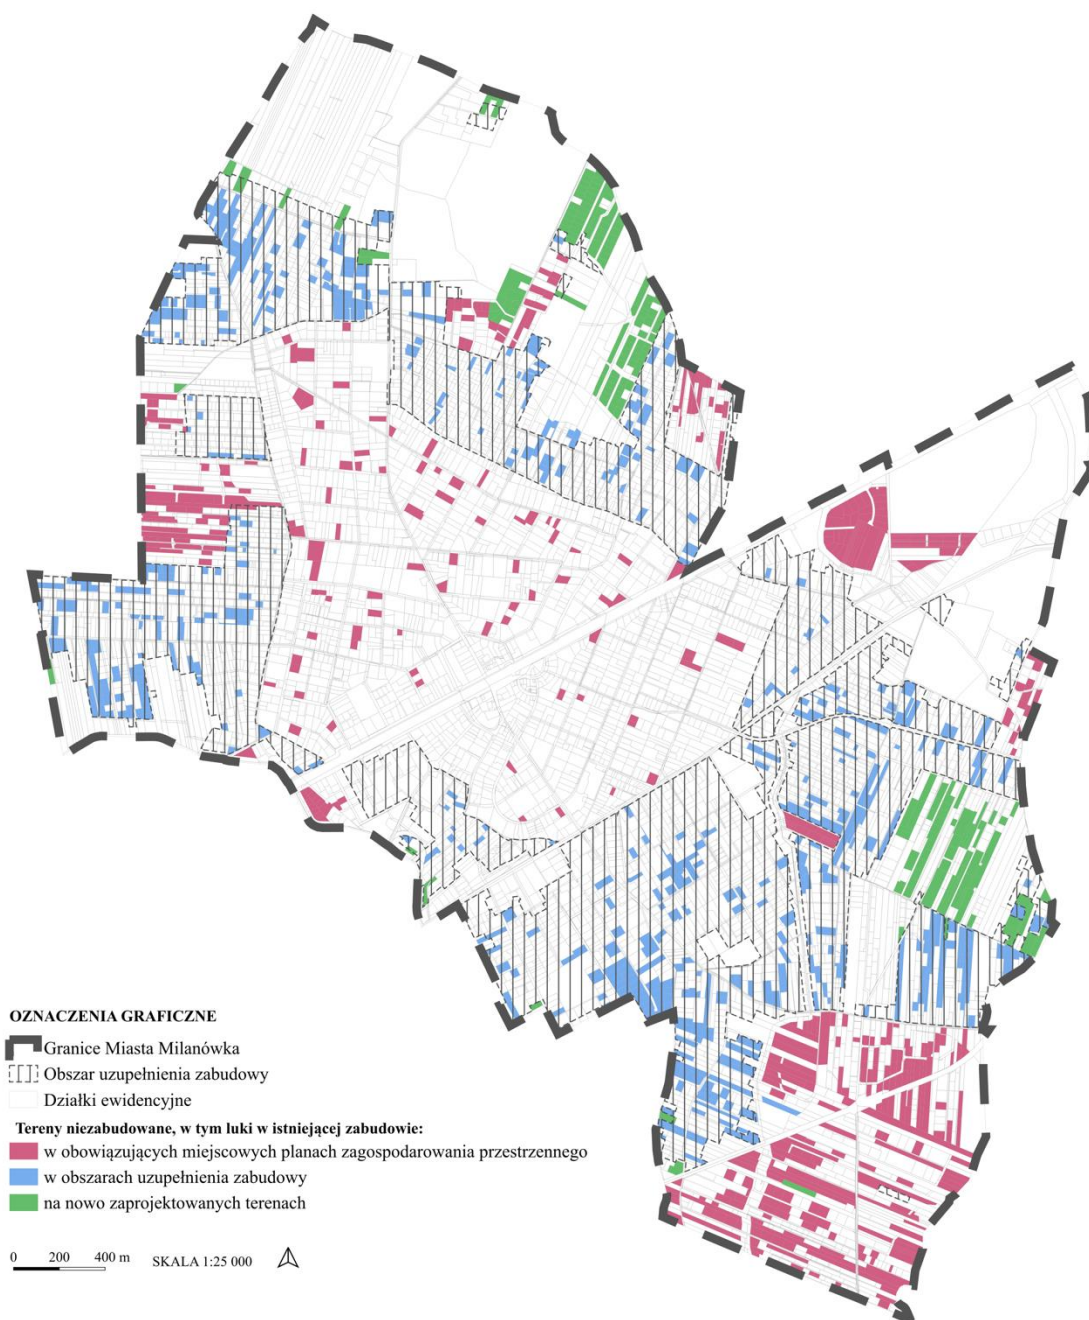 OZNACZENIA GRAFICZNE
Granice Miasta Milanówka
Obszar uzupełnienia zabudowy
Działki ewidencyjne
Tereny niezabudowane, w tym luki w istniejącej zabudowie:
w obowiązujących miejscowych planach zagospodarowania przestrzennego
w obszarach uzupełnienia zabudowy
na nowo zaprojektowanych terenach
0 200 400 m SKALA 1:25 000